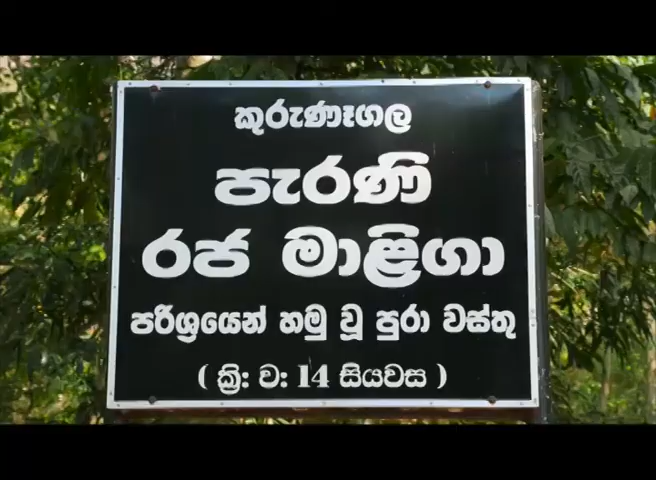 කුරුණෑගල
පැරණි
රජ මාළිගා
පරිශ්‍රයෙන් හමු වූ පුරා වස්තු
( ක්‍රි: ව: 14 සියවස )